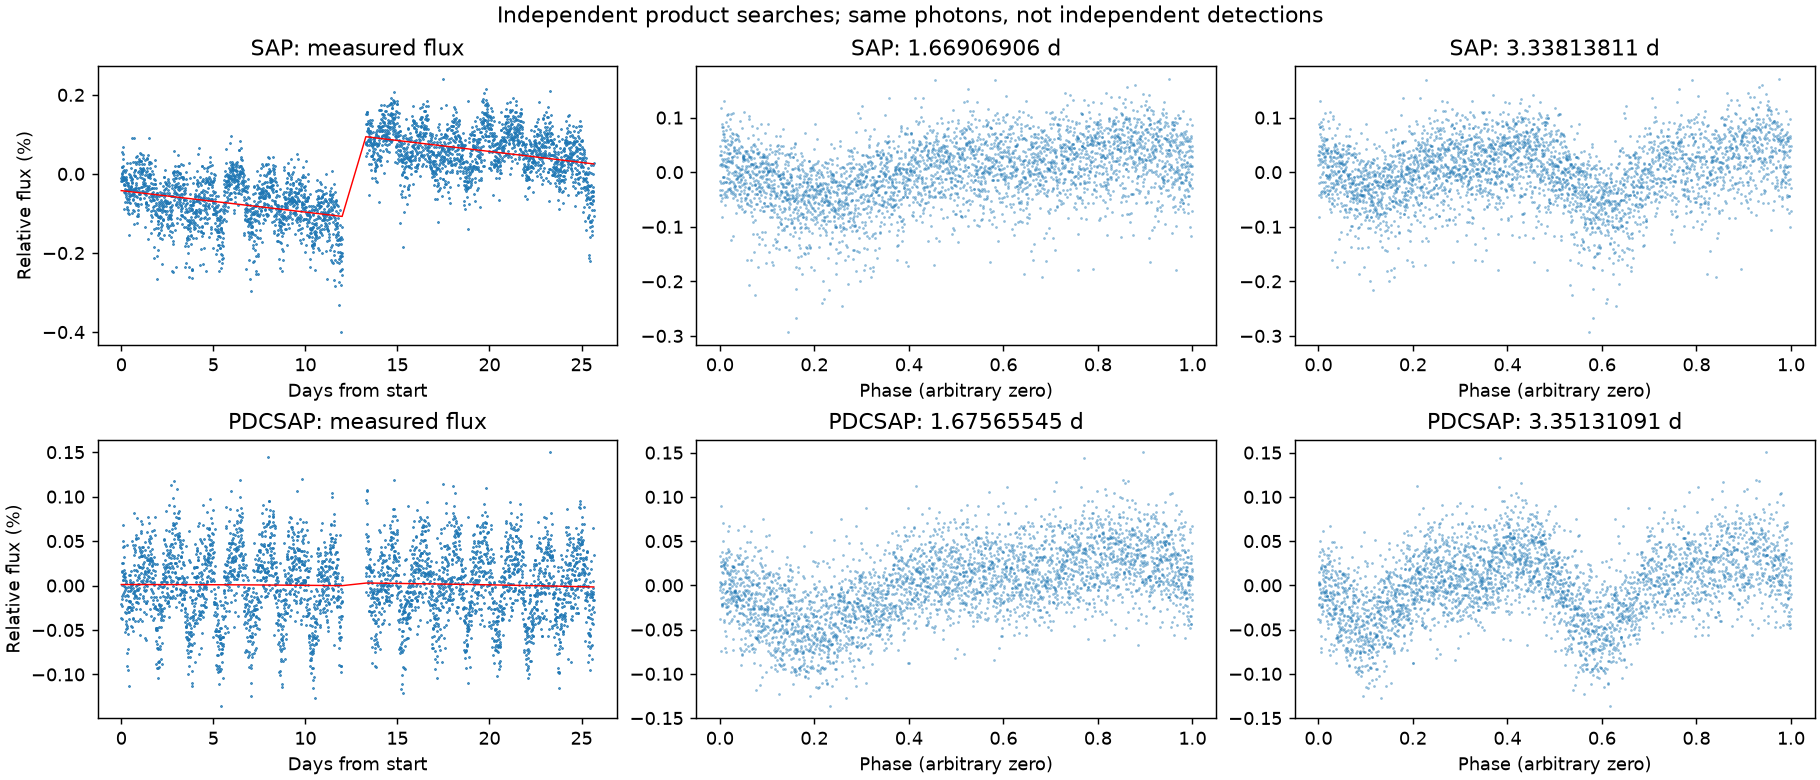 Independent product searches; same photons, not independent detections
SAP: measured flux
SAP: 1.66906906 d
SAP: 3.33813811 d
Relative flux (%)
0.2
0.0
−0.2
−0.4
0 5 10 15 20 25
Days from start
0.1
0.0
−0.1
−0.2
−0.3
0.0 0.2 0.4 0.6 0.8 1.0
Phase (arbitrary zero)
0.1
0.0
−0.1
−0.2
−0.3
0.0 0.2 0.4 0.6 0.8 1.0
Phase (arbitrary zero)
PDCSAP: measured flux
PDCSAP: 1.67565545 d
PDCSAP: 3.35131091 d
Relative flux (%)
0.15
0.10
0.05
0.00
−0.05
−0.10
0 5 10 15 20 25
Days from start
0.15
0.10
0.05
0.00
−0.05
−0.10
−0.15
0.0 0.2 0.4 0.6 0.8 1.0
Phase (arbitrary zero)
0.15
0.10
0.05
0.00
−0.05
−0.10
−0.15
0.0 0.2 0.4 0.6 0.8 1.0
Phase (arbitrary zero)